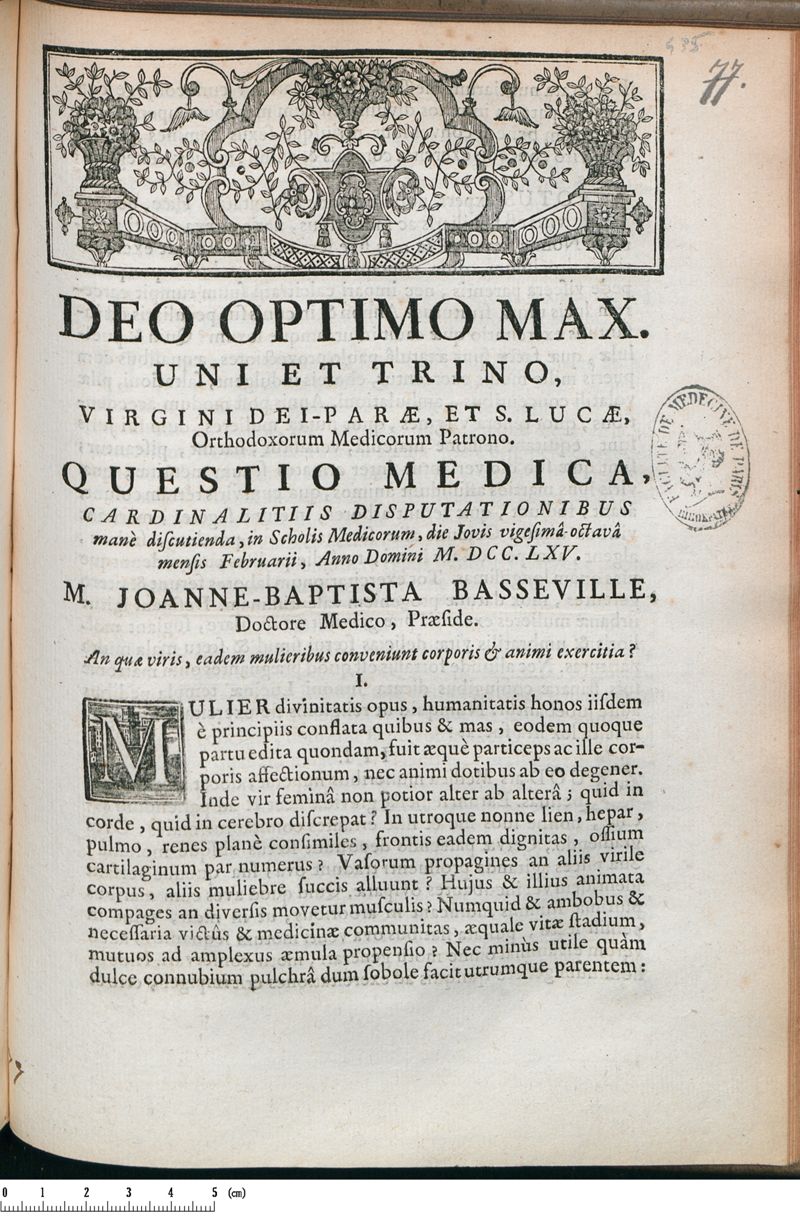 77.
DEO OPTIMO MAX.
UNI ET TRINO,
VIRGINI DEI-PARÆ, ET S. LUCÆ,
Orthodoxorum Medicorum Patrono.
QUESTIO MEDICA,
CARDINALITIIS DISPUTATIONIBUS
manè diſcutienda, in Scholis Medicorum, die Jovis vigeſimâ-octavâ
menſis Februarii, Anno Domini M. DCC. LXV.
M. JOANNE-BAPTISTA BASSEVILLE,
Doctore Medico, Præſide.
An quæ viris, eadem mulieribus conveniunt corporis & animi exercitia?
I.
MULIER divinitatis opus, humanitatis honos iiſdem
è principiis conflata quibus & mas, eodem quoque
partu edita quondam, fuit æquè particeps ac ille cor-
poris affectionum, nec animi dotibus ab eo degener.
Inde vir feminâ non potior alter ab alterâ; quid in
corde, quid in cerebro diſcrepat? In utroque nonne lien, hepar,
pulmo, renes planè conſimiles, frontis eadem dignitas, oſſium
cartilaginum par numerus? Vaſorum propagines an aliis virile
corpus, aliis muliebre ſuccis alluunt? Hujus & illius animata
compages an diverſis movetur muſculis? Numquid & ambobus &
neceſſaria victûs & medicinæ communitas, æquale vitæ ſtadium,
mutuos ad amplexus æmula propenſio? Nec minùs utile quàm
dulce connubium pulchrâ dum ſobole facit utrumque parentem:
FACULTE DE MEDECINE DE PARIS
0 1 2 3 4 5 (cm)